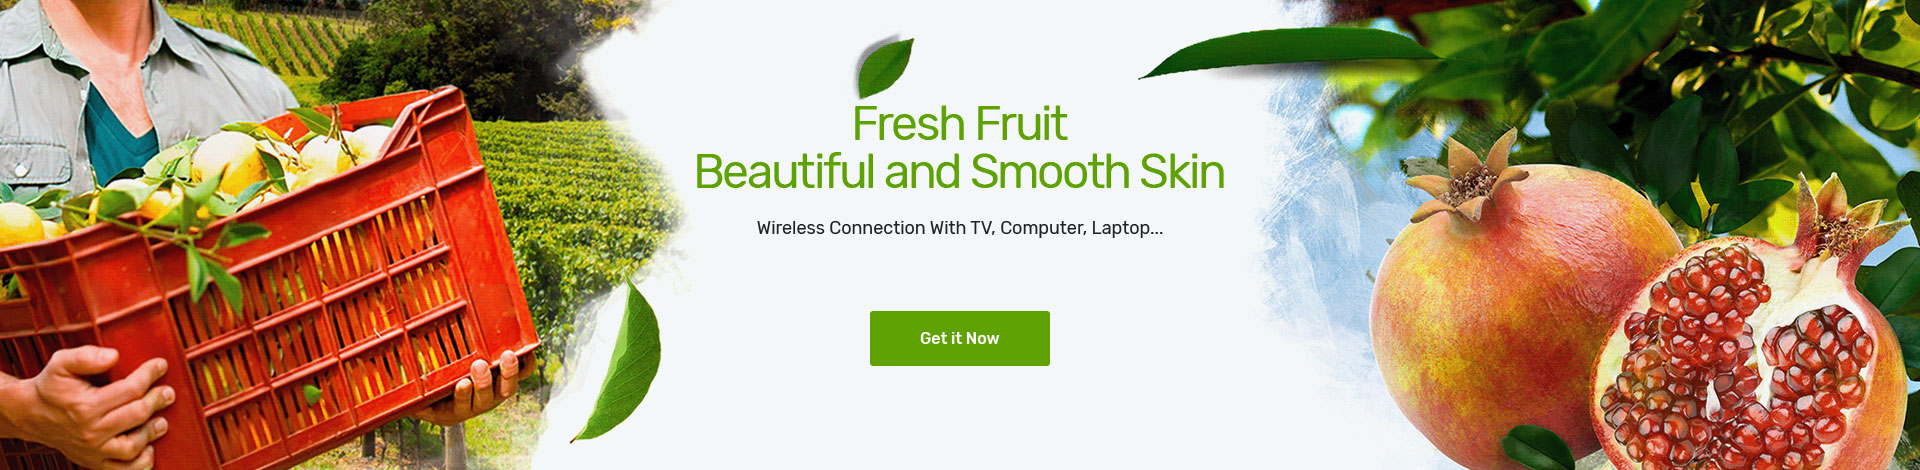 Fresh Fruit
Beautiful and Smooth Skin
Wireless Connection With TV, Computer, Laptop...
Get it Now